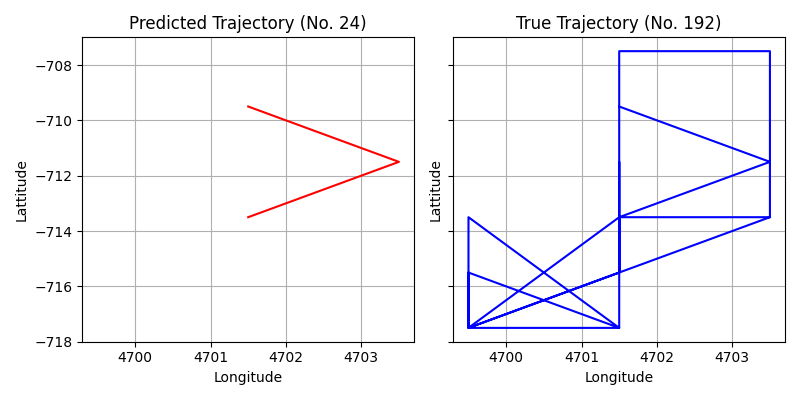 Predicted Trajectory (No. 24)
−708
−710
−712
−714
−716
−718
Lattitude
4700 4701 4702 4703
Longitude
True Trajectory (No. 192)
Lattitude
4700 4701 4702 4703
Longitude